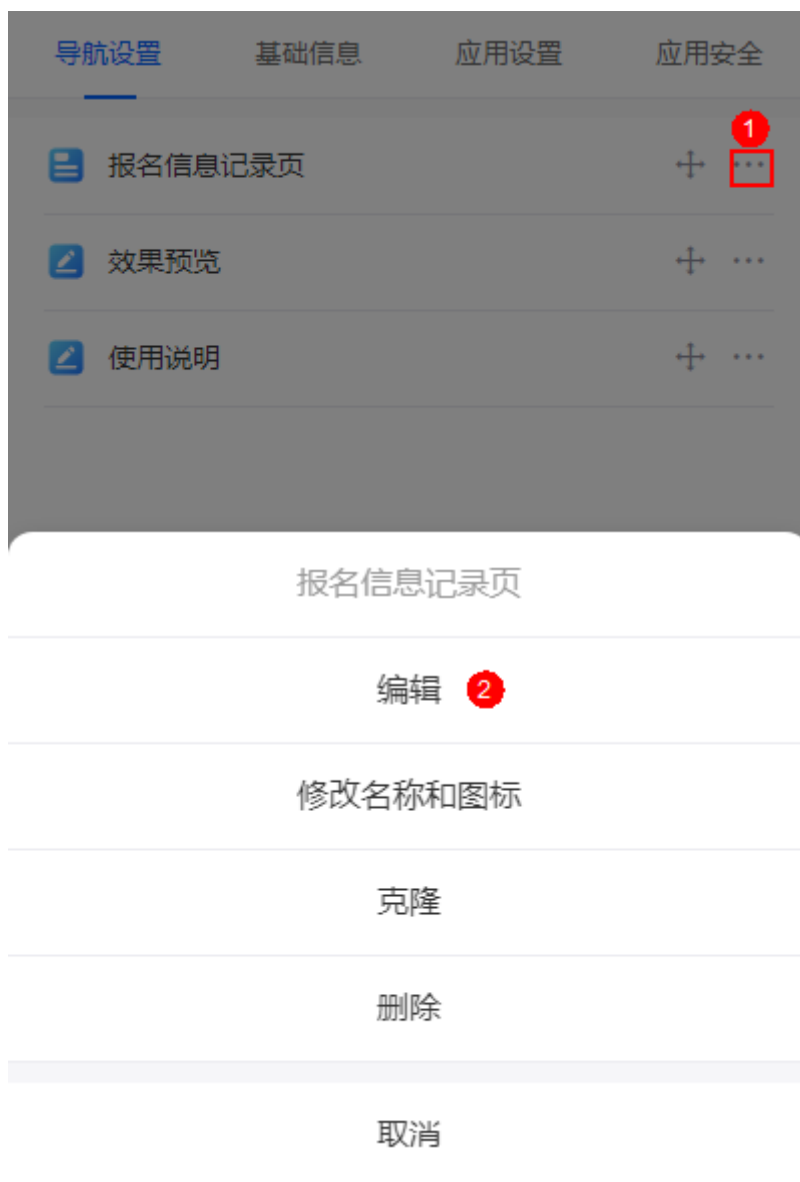 导航设置 基础信息 应用设置 应用安全
1
报名信息记录页
效果预览
使用说明
报名信息记录页
编辑 2
修改名称和图标
克隆
删除
取消